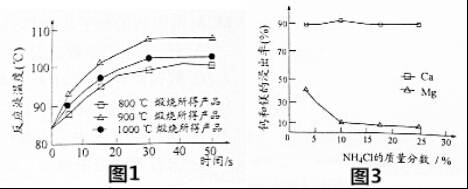 反应液温度(℃)
110
100
90
80
800℃ 煅烧所得产品
900℃ 煅烧所得产品
1000℃ 煅烧所得产品
0 10 20 30 40 50
时间/s
图1
钙和镁的浸出率(%)
90
70
50
30
10
Ca
Mg
0 5 10 15 20 25
NH4Cl的质量分数 / %
图3